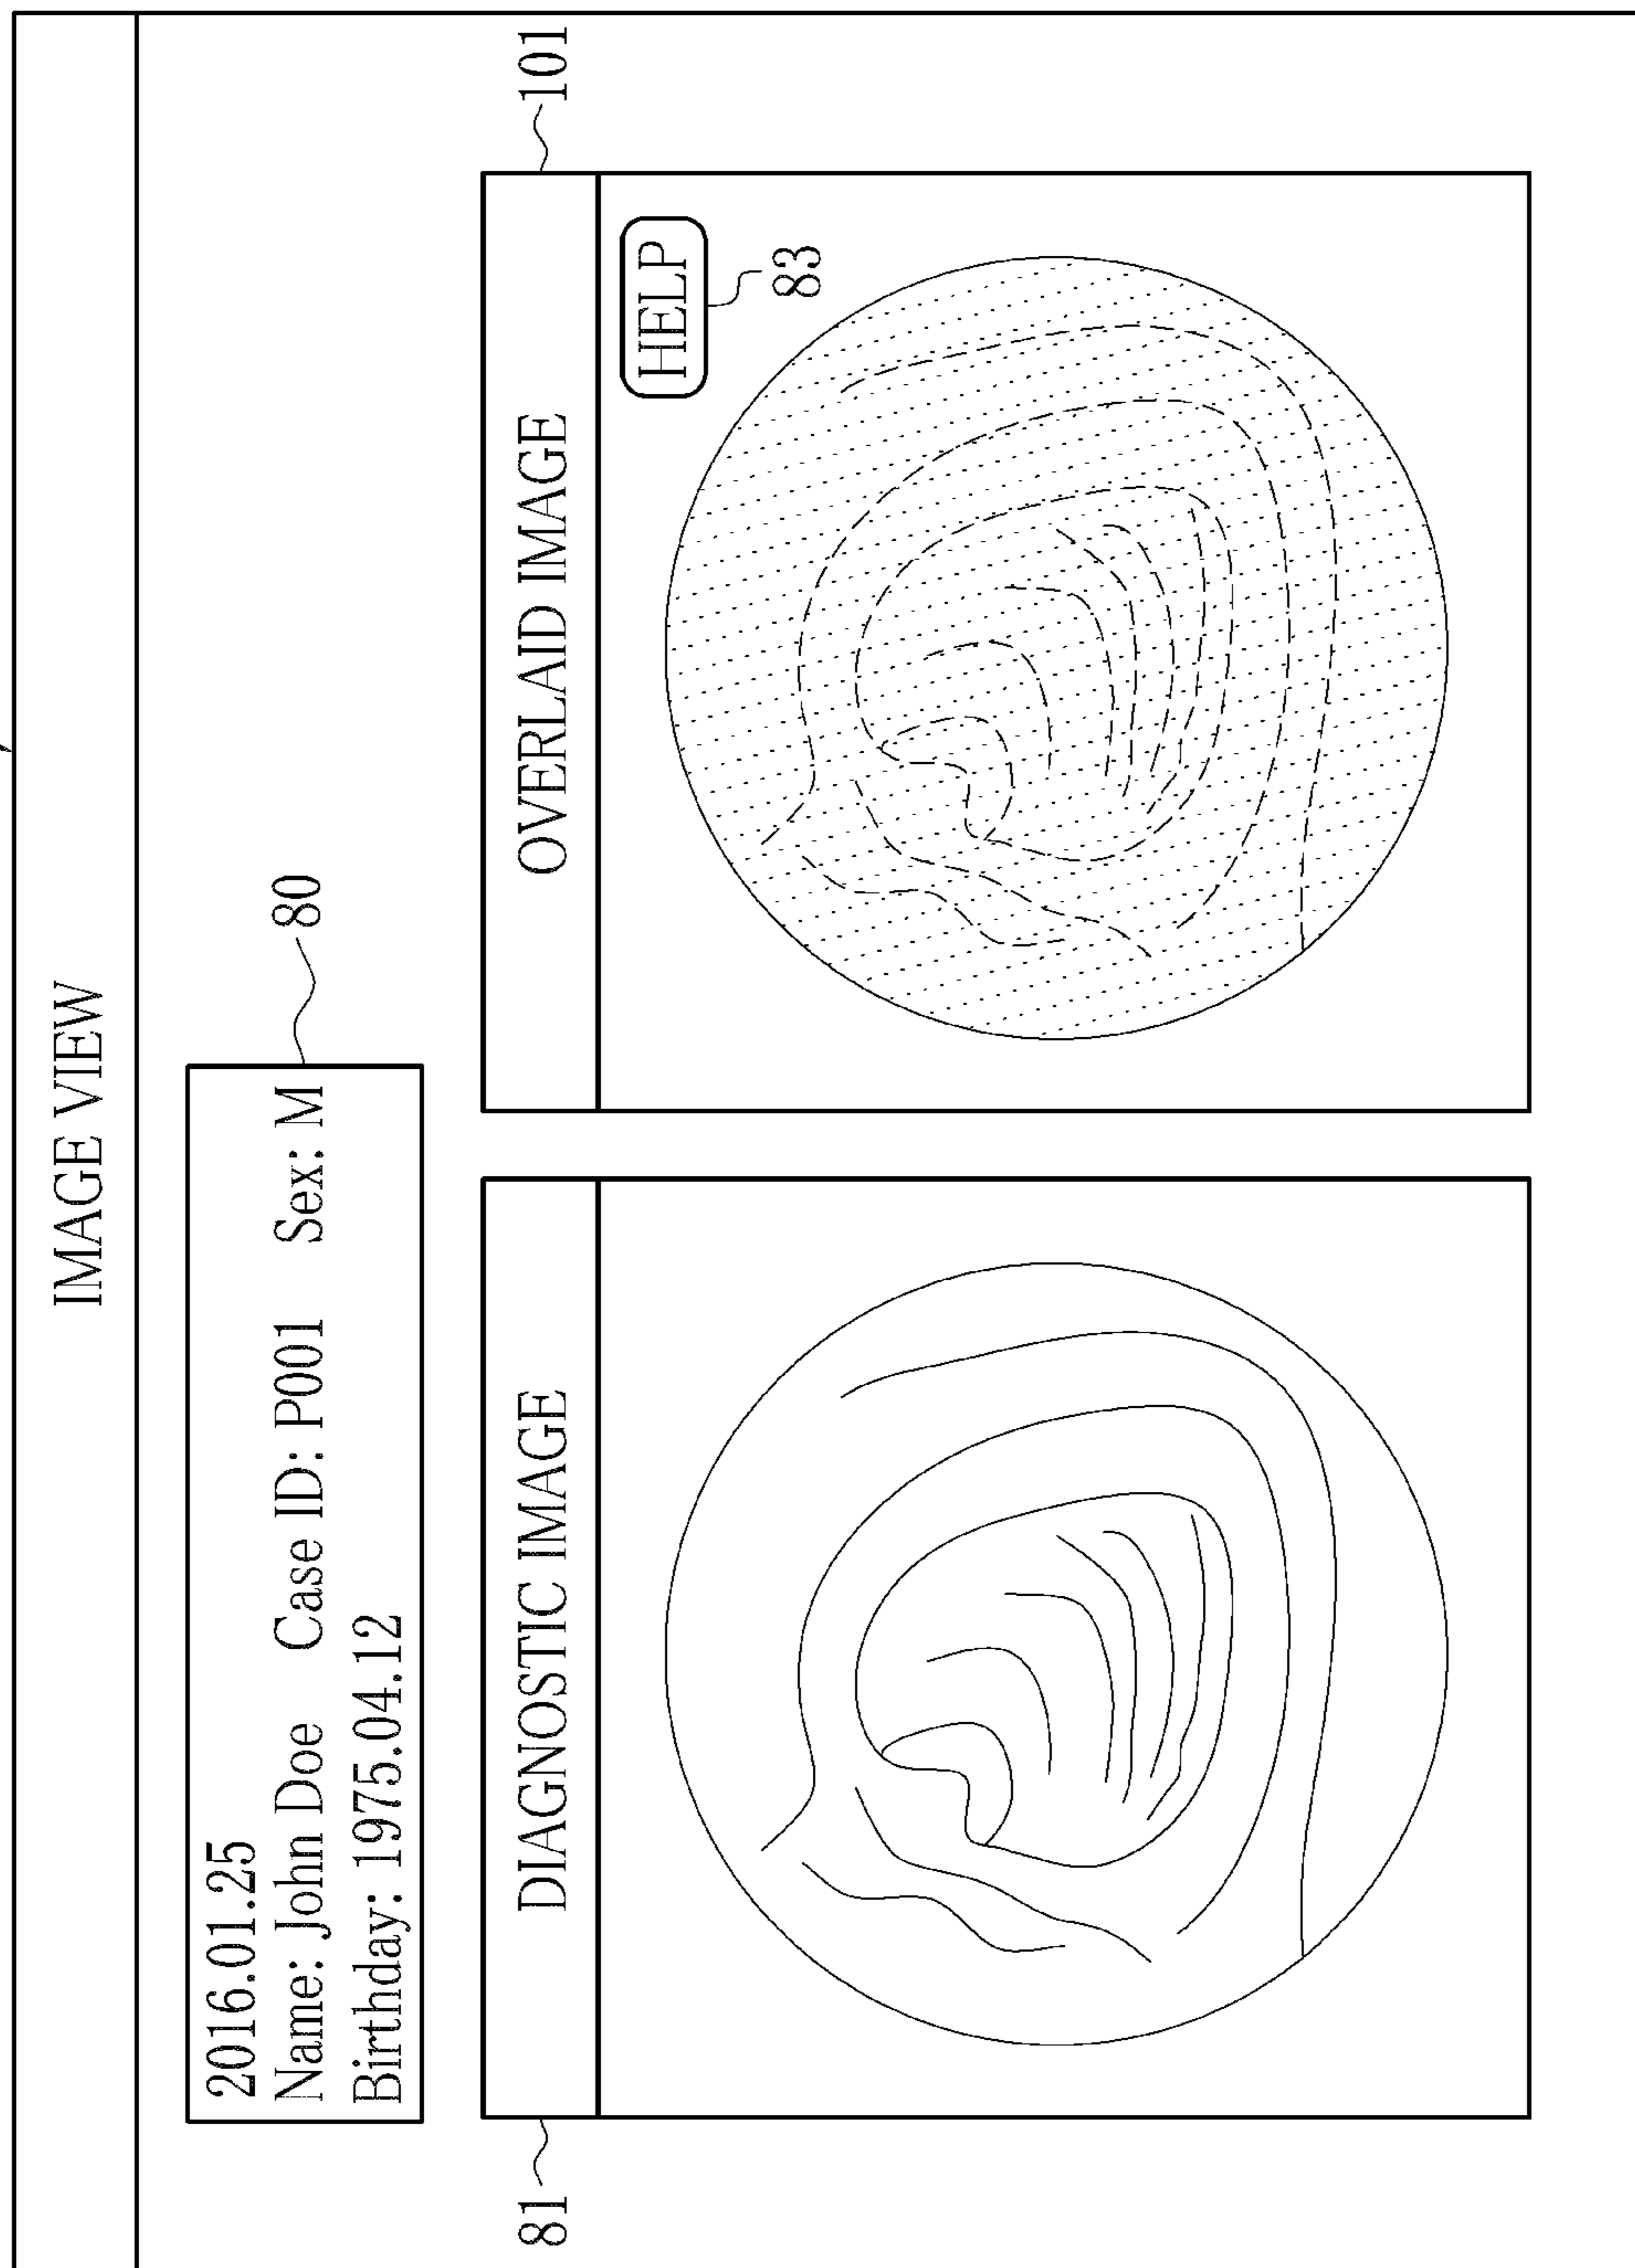 IMAGE VIEW
2016.01.25
Name: John Doe Case ID: P001 Sex: M
Birthday: 1975.04.12
80
81
DIAGNOSTIC IMAGE
OVERLAID IMAGE
101
HELP
83